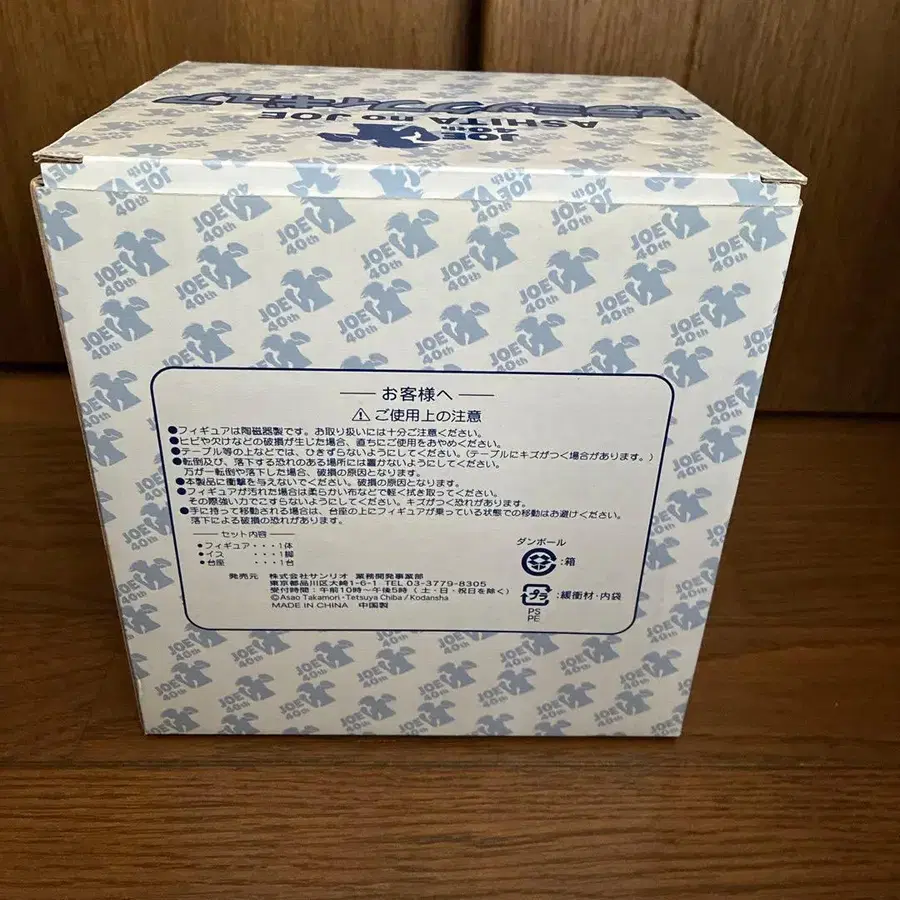 セラミックフィギュア
ASHITA no JOE
JOE
40th
お客様へ
⚠ご使用上の注意
●フィギュアは陶磁器製です。お取り扱いには十分ご注意ください。
●ヒビや欠けなどの破損が生じた場合、直ちにご使用をおやめください。
●テーブル等の上などでは、ひきずらないようにしてください。(テーブルにキズがつく場合があります。)
●転倒及び、落下する恐れのある場所には置かないようにしてください。
万が一転倒や落下した場合、破損の原因となります。
●本製品に衝撃を与えないでください。破損の原因となります。
●フィギュアが汚れた場合は柔らかい布などで軽く拭き取ってください。
その際強い力でこすらないようにしてください。キズがつく恐れがあります。
●手に持って移動される場合は、台座の上にフィギュアが乗っている状態での移動はお避けください。
落下による破損の恐れがあります。
セット内容
●フィギュア・・・1体
●イス・・・1脚
●台座・・・1台
発売元 株式会社サンリオ 業務開発事業部
東京都品川区大崎1-6-1 TEL 03-3779-8305
受付時間:午前10時〜午後5時(土・日・祝日を除く)
©Asao Takamori・Tetsuya Chiba / Kodansha
MADE IN CHINA 中国製
ダンボール
:箱
プラ
:緩衝材・内袋
PS
PE